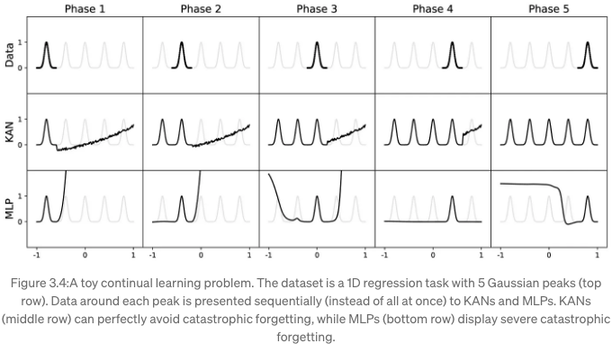 Phase 1 Phase 2 Phase 3 Phase 4 Phase 5
Data
1
0
KAN
1
0
MLP
1
0
-1 0 1 -1 0 1 -1 0 1 -1 0 1 -1 0 1
Figure 3.4:A toy continual learning problem. The dataset is a 1D regression task with 5 Gaussian peaks (top
row). Data around each peak is presented sequentially (instead of all at once) to KANs and MLPs. KANs
(middle row) can perfectly avoid catastrophic forgetting, while MLPs (bottom row) display severe catastrophic
forgetting.